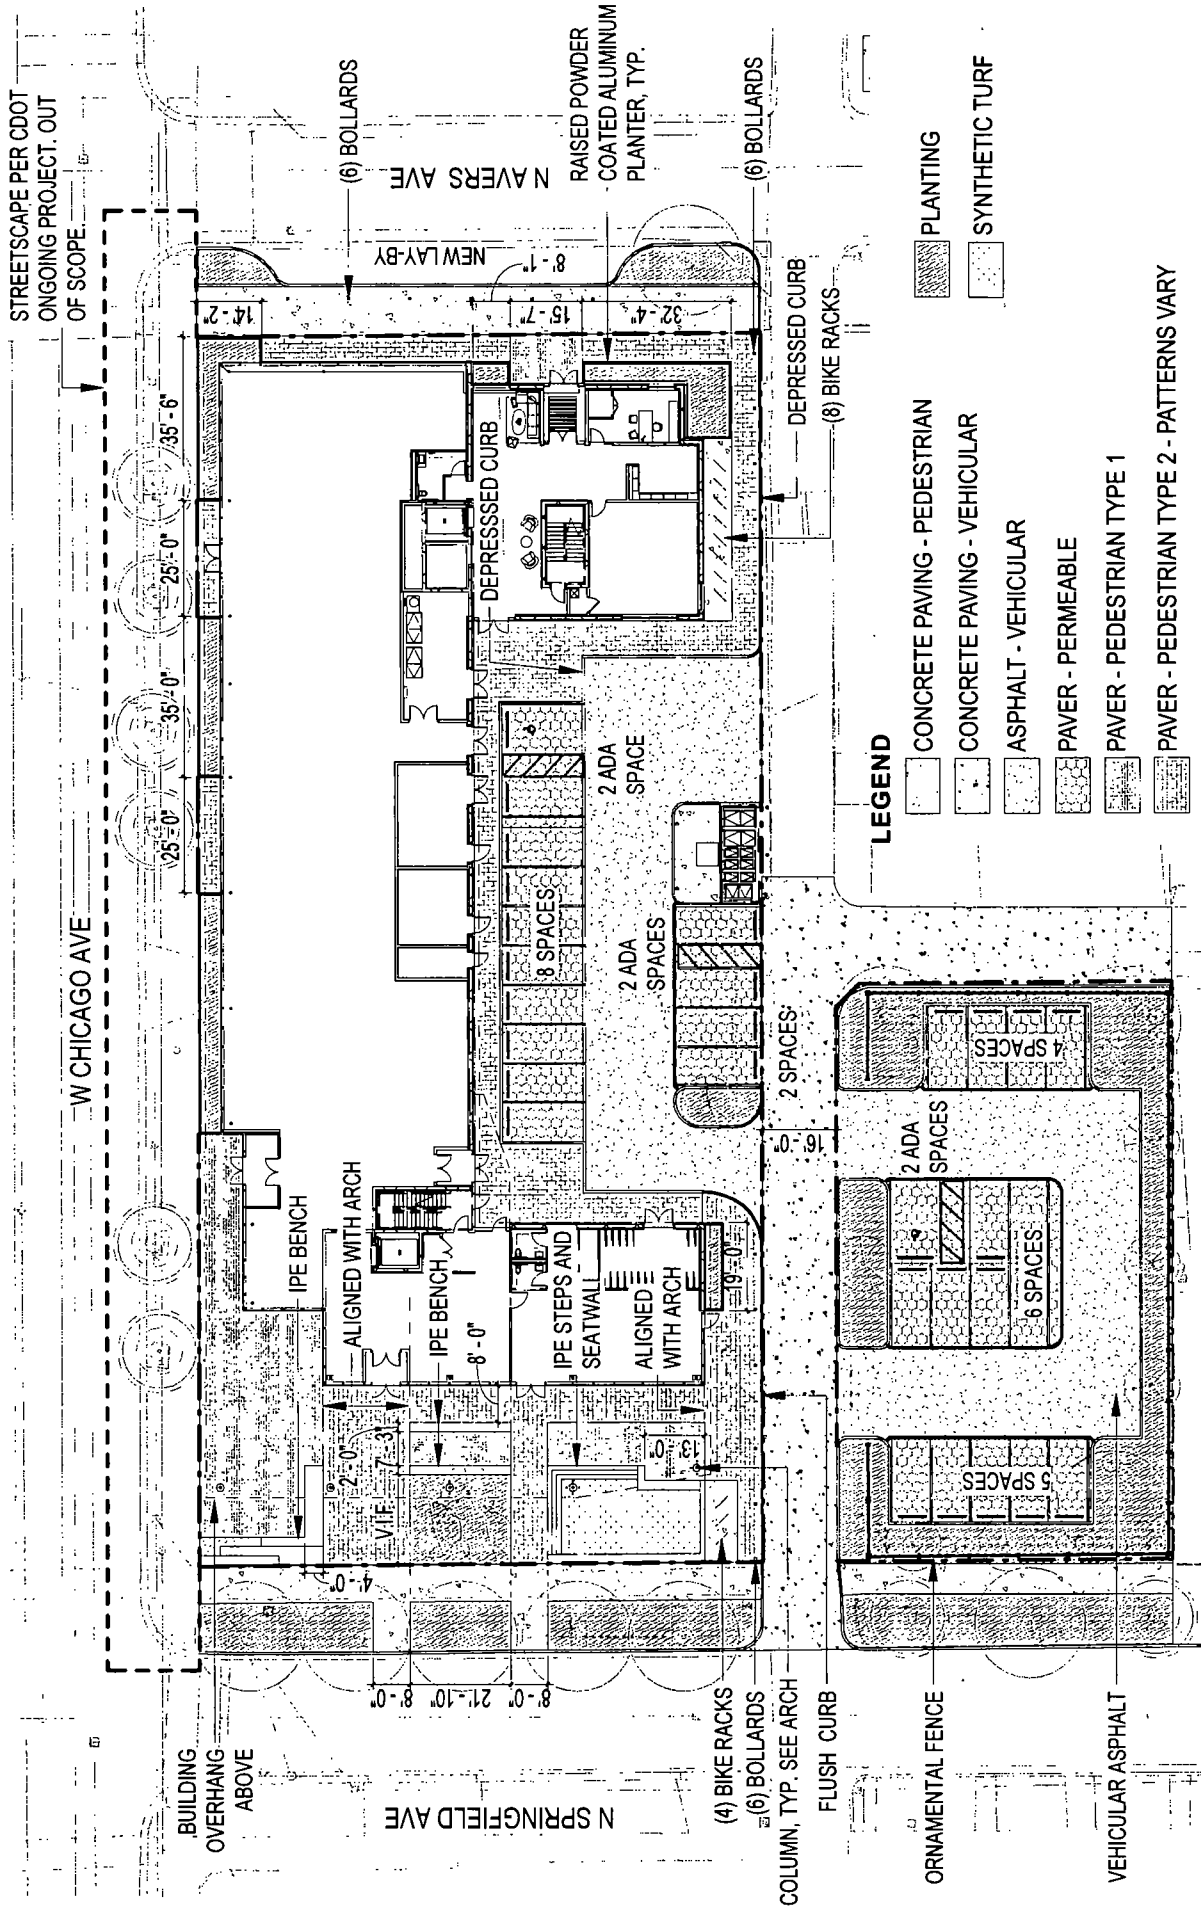 STREETSCAPE PER CDOT
ONGOING PROJECT. OUT
OF SCOPE.
W CHICAGO AVE
(6) BOLLARDS
N AVERS AVE
RAISED POWDER
COATED ALUMINUM
PLANTER, TYP.
(6) BOLLARDS
NEW LAY-BY
8' - 1"
14' - 2"
15' - 7"
32' - 4"
35' - 6"
25' - 0"
35' - 0"
25' - 0"
DEPRESSED CURB
(8) BIKE RACKS
DEPRESSSED CURB
2 ADA
SPACE
8 SPACES
2 ADA
SPACES
2 SPACES
16' - 0"
IPE BENCH
ALIGNED WITH ARCH
IPE BENCH
8' - 0"
IPE STEPS AND
SEATWALL
ALIGNED
WITH ARCH
19' - 0"
2' - 0"
7' - 3"
V.I.F.
13' - 0"
4' - 0"
8' - 0"
21' - 10"
8' - 0"
BUILDING
OVERHANG
ABOVE
N SPRINGFIELD AVE
(4) BIKE RACKS
(6) BOLLARDS
COLUMN, TYP. SEE ARCH
FLUSH CURB
ORNAMENTAL FENCE
VEHICULAR ASPHALT
4 SPACES
2 ADA
SPACES
6 SPACES
5 SPACES
LEGEND
CONCRETE PAVING - PEDESTRIAN
CONCRETE PAVING - VEHICULAR
ASPHALT - VEHICULAR
PAVER - PERMEABLE
PAVER - PEDESTRIAN TYPE 1
PAVER - PEDESTRIAN TYPE 2 - PATTERNS VARY
PLANTING
SYNTHETIC TURF